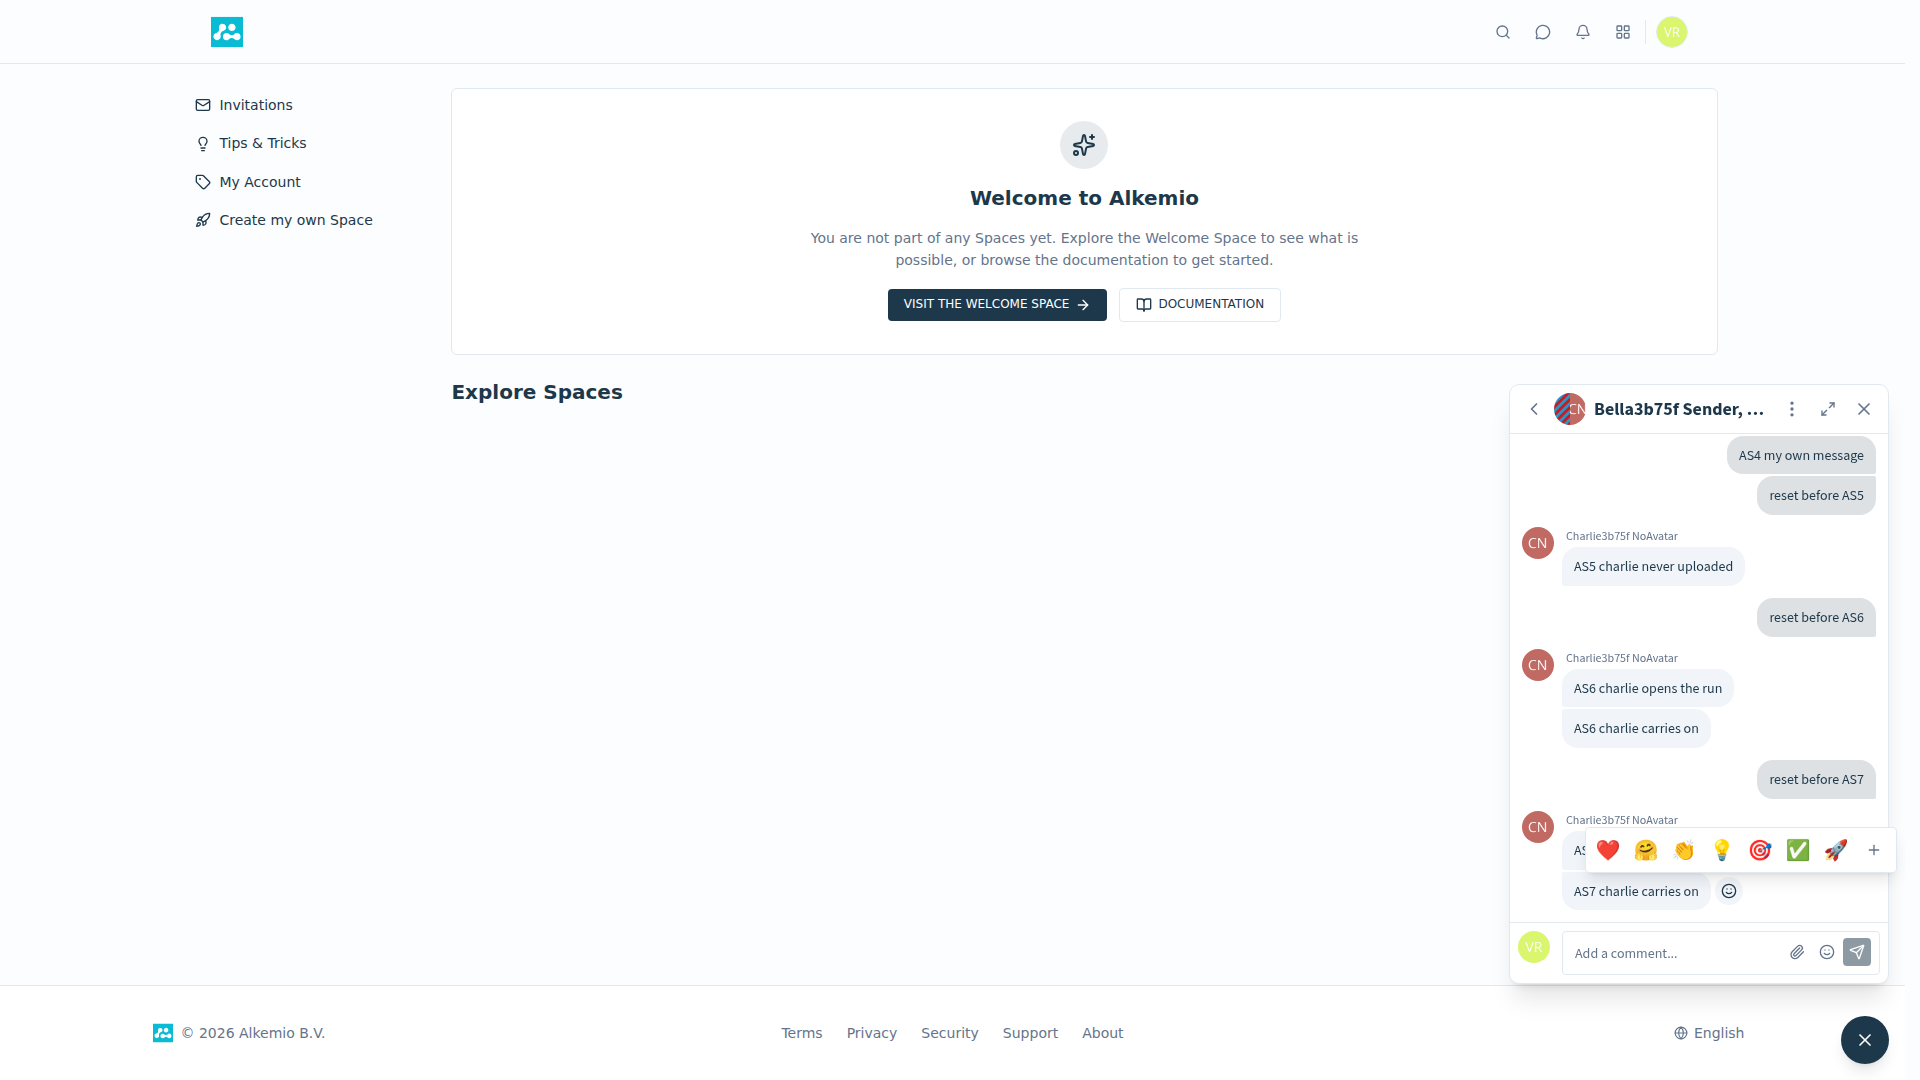 VR
Invitations
Tips & Tricks
My Account
Create my own Space
Welcome to Alkemio
You are not part of any Spaces yet. Explore the Welcome Space to see what is
possible, or browse the documentation to get started.
VISIT THE WELCOME SPACE
DOCUMENTATION
Explore Spaces
CN
Bella3b75f Sender, ...
AS4 my own message
reset before AS5
Charlie3b75f NoAvatar
CN
AS5 charlie never uploaded
reset before AS6
Charlie3b75f NoAvatar
CN
AS6 charlie opens the run
AS6 charlie carries on
reset before AS7
Charlie3b75f NoAvatar
CN
AS7 charlie carries on
VR
Add a comment...
© 2026 Alkemio B.V.
Terms
Privacy
Security
Support
About
English